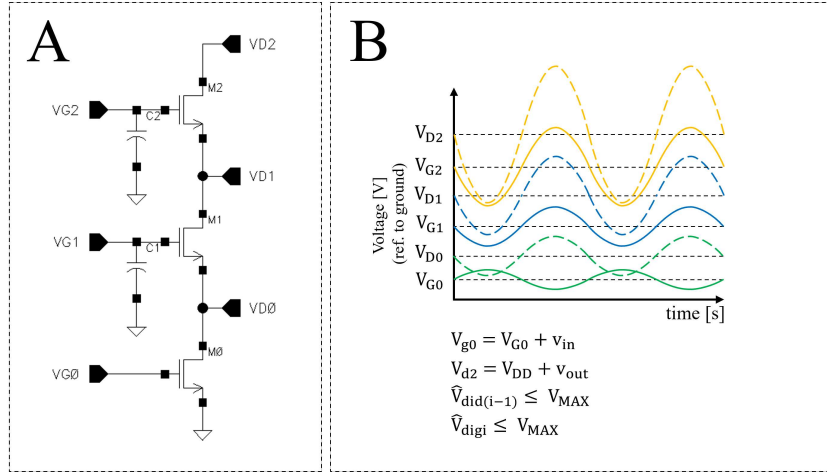 A
VD2
M2
VG2
C2
VD1
M1
VG1
C1
VDØ
MØ
VGØ
B
Voltage [V]
(ref. to ground)
V_D2
V_G2
V_D1
V_G1
V_D0
V_G0
time [s]
V_g0 = V_G0 + v_in
V_d2 = V_DD + v_out
V̂_did(i−1) ≤ V_MAX
V̂_digi ≤ V_MAX